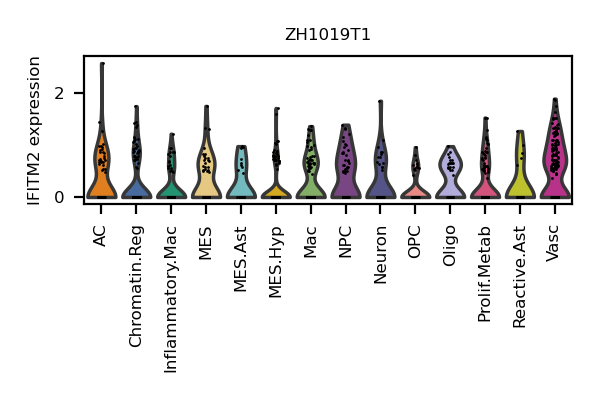 ZH1019T1
IFITM2 expression
2
0
AC
Chromatin.Reg
Inflammatory.Mac
MES
MES.Ast
MES.Hyp
Mac
NPC
Neuron
OPC
Oligo
Prolif.Metab
Reactive.Ast
Vasc